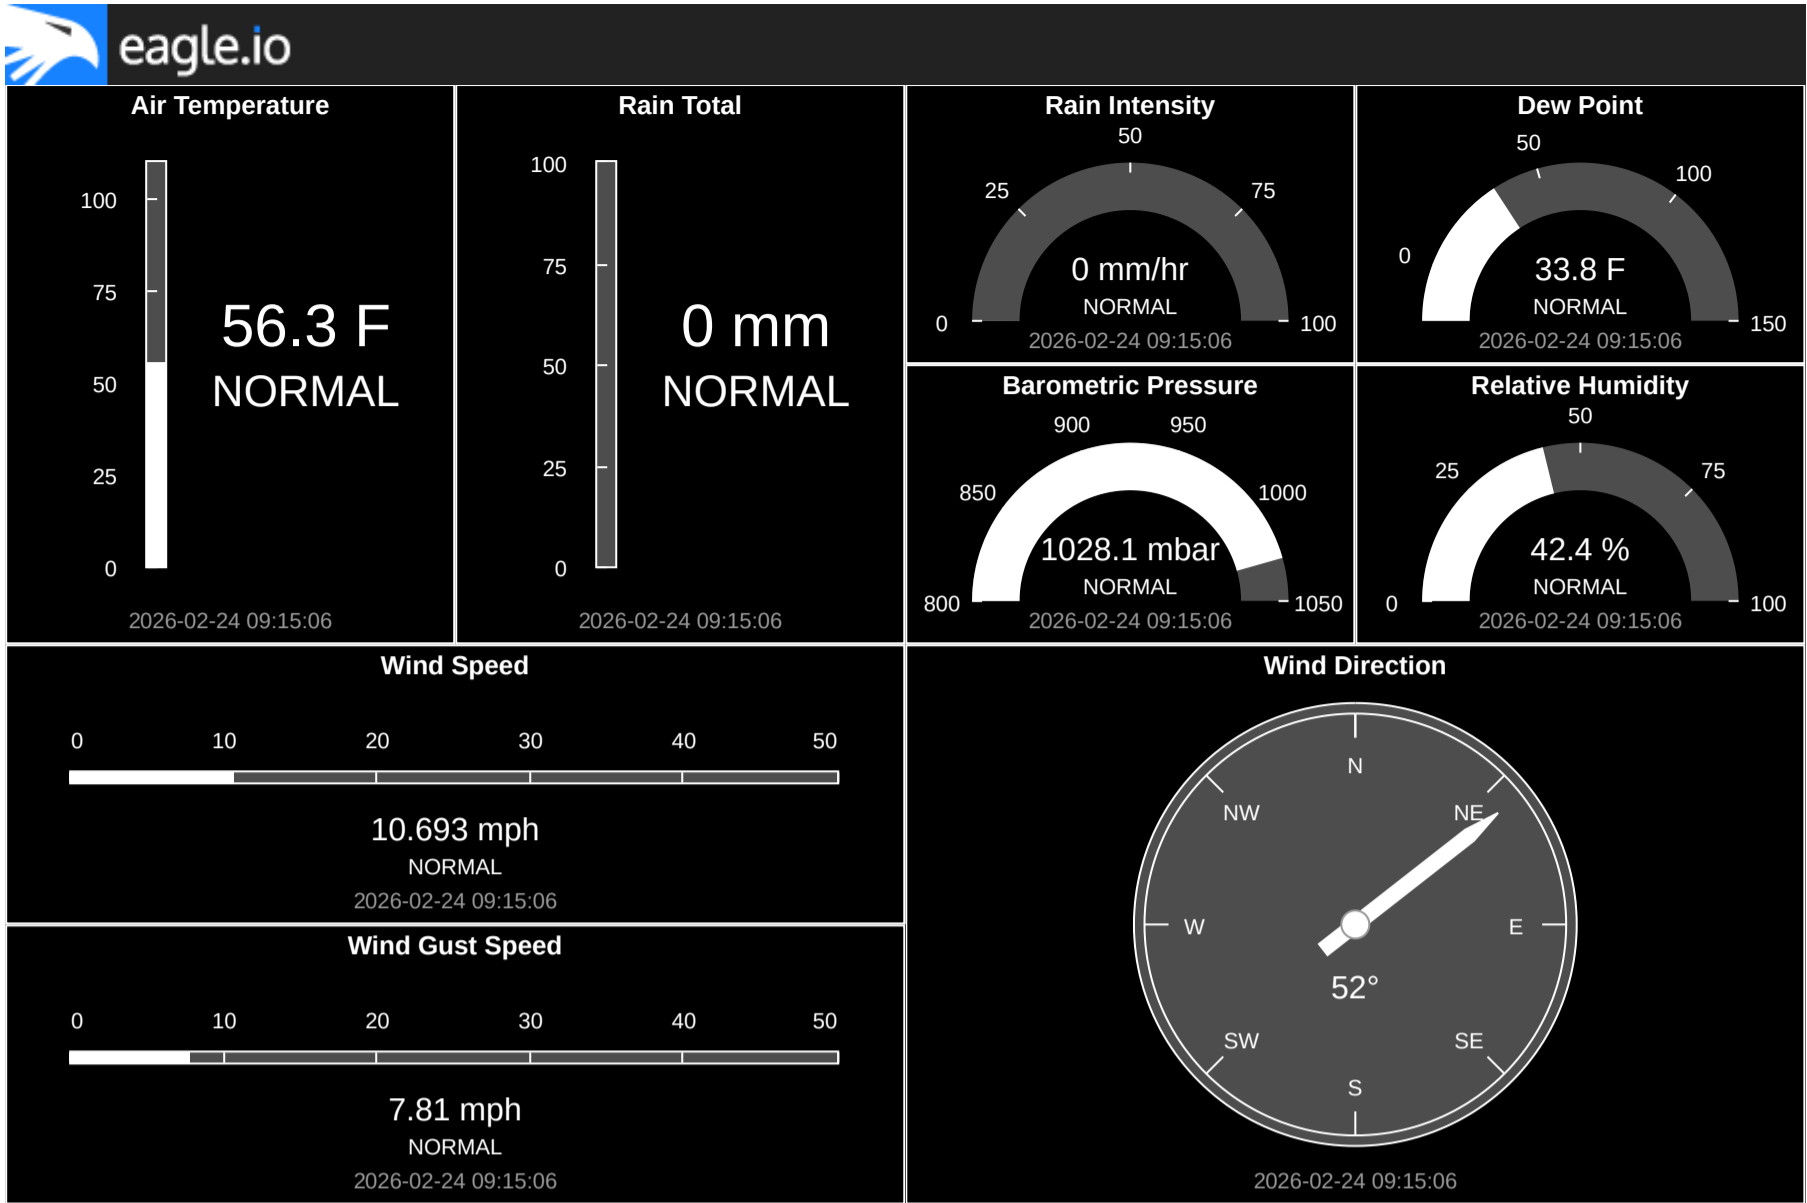 eagle.io
Air Temperature
100
75
50
25
0
56.3 F
NORMAL
2026-02-24 09:15:06
Rain Total
100
75
50
25
0
0 mm
NORMAL
2026-02-24 09:15:06
Rain Intensity
50
25
75
0
100
0 mm/hr
NORMAL
2026-02-24 09:15:06
Dew Point
50
100
0
150
33.8 F
NORMAL
2026-02-24 09:15:06
Barometric Pressure
900
950
850
1000
800
1050
1028.1 mbar
NORMAL
2026-02-24 09:15:06
Relative Humidity
50
25
75
0
100
42.4 %
NORMAL
2026-02-24 09:15:06
Wind Speed
0 10 20 30 40 50
10.693 mph
NORMAL
2026-02-24 09:15:06
Wind Gust Speed
0 10 20 30 40 50
7.81 mph
NORMAL
2026-02-24 09:15:06
Wind Direction
N
NW NE
W E
52°
SW SE
S
2026-02-24 09:15:06